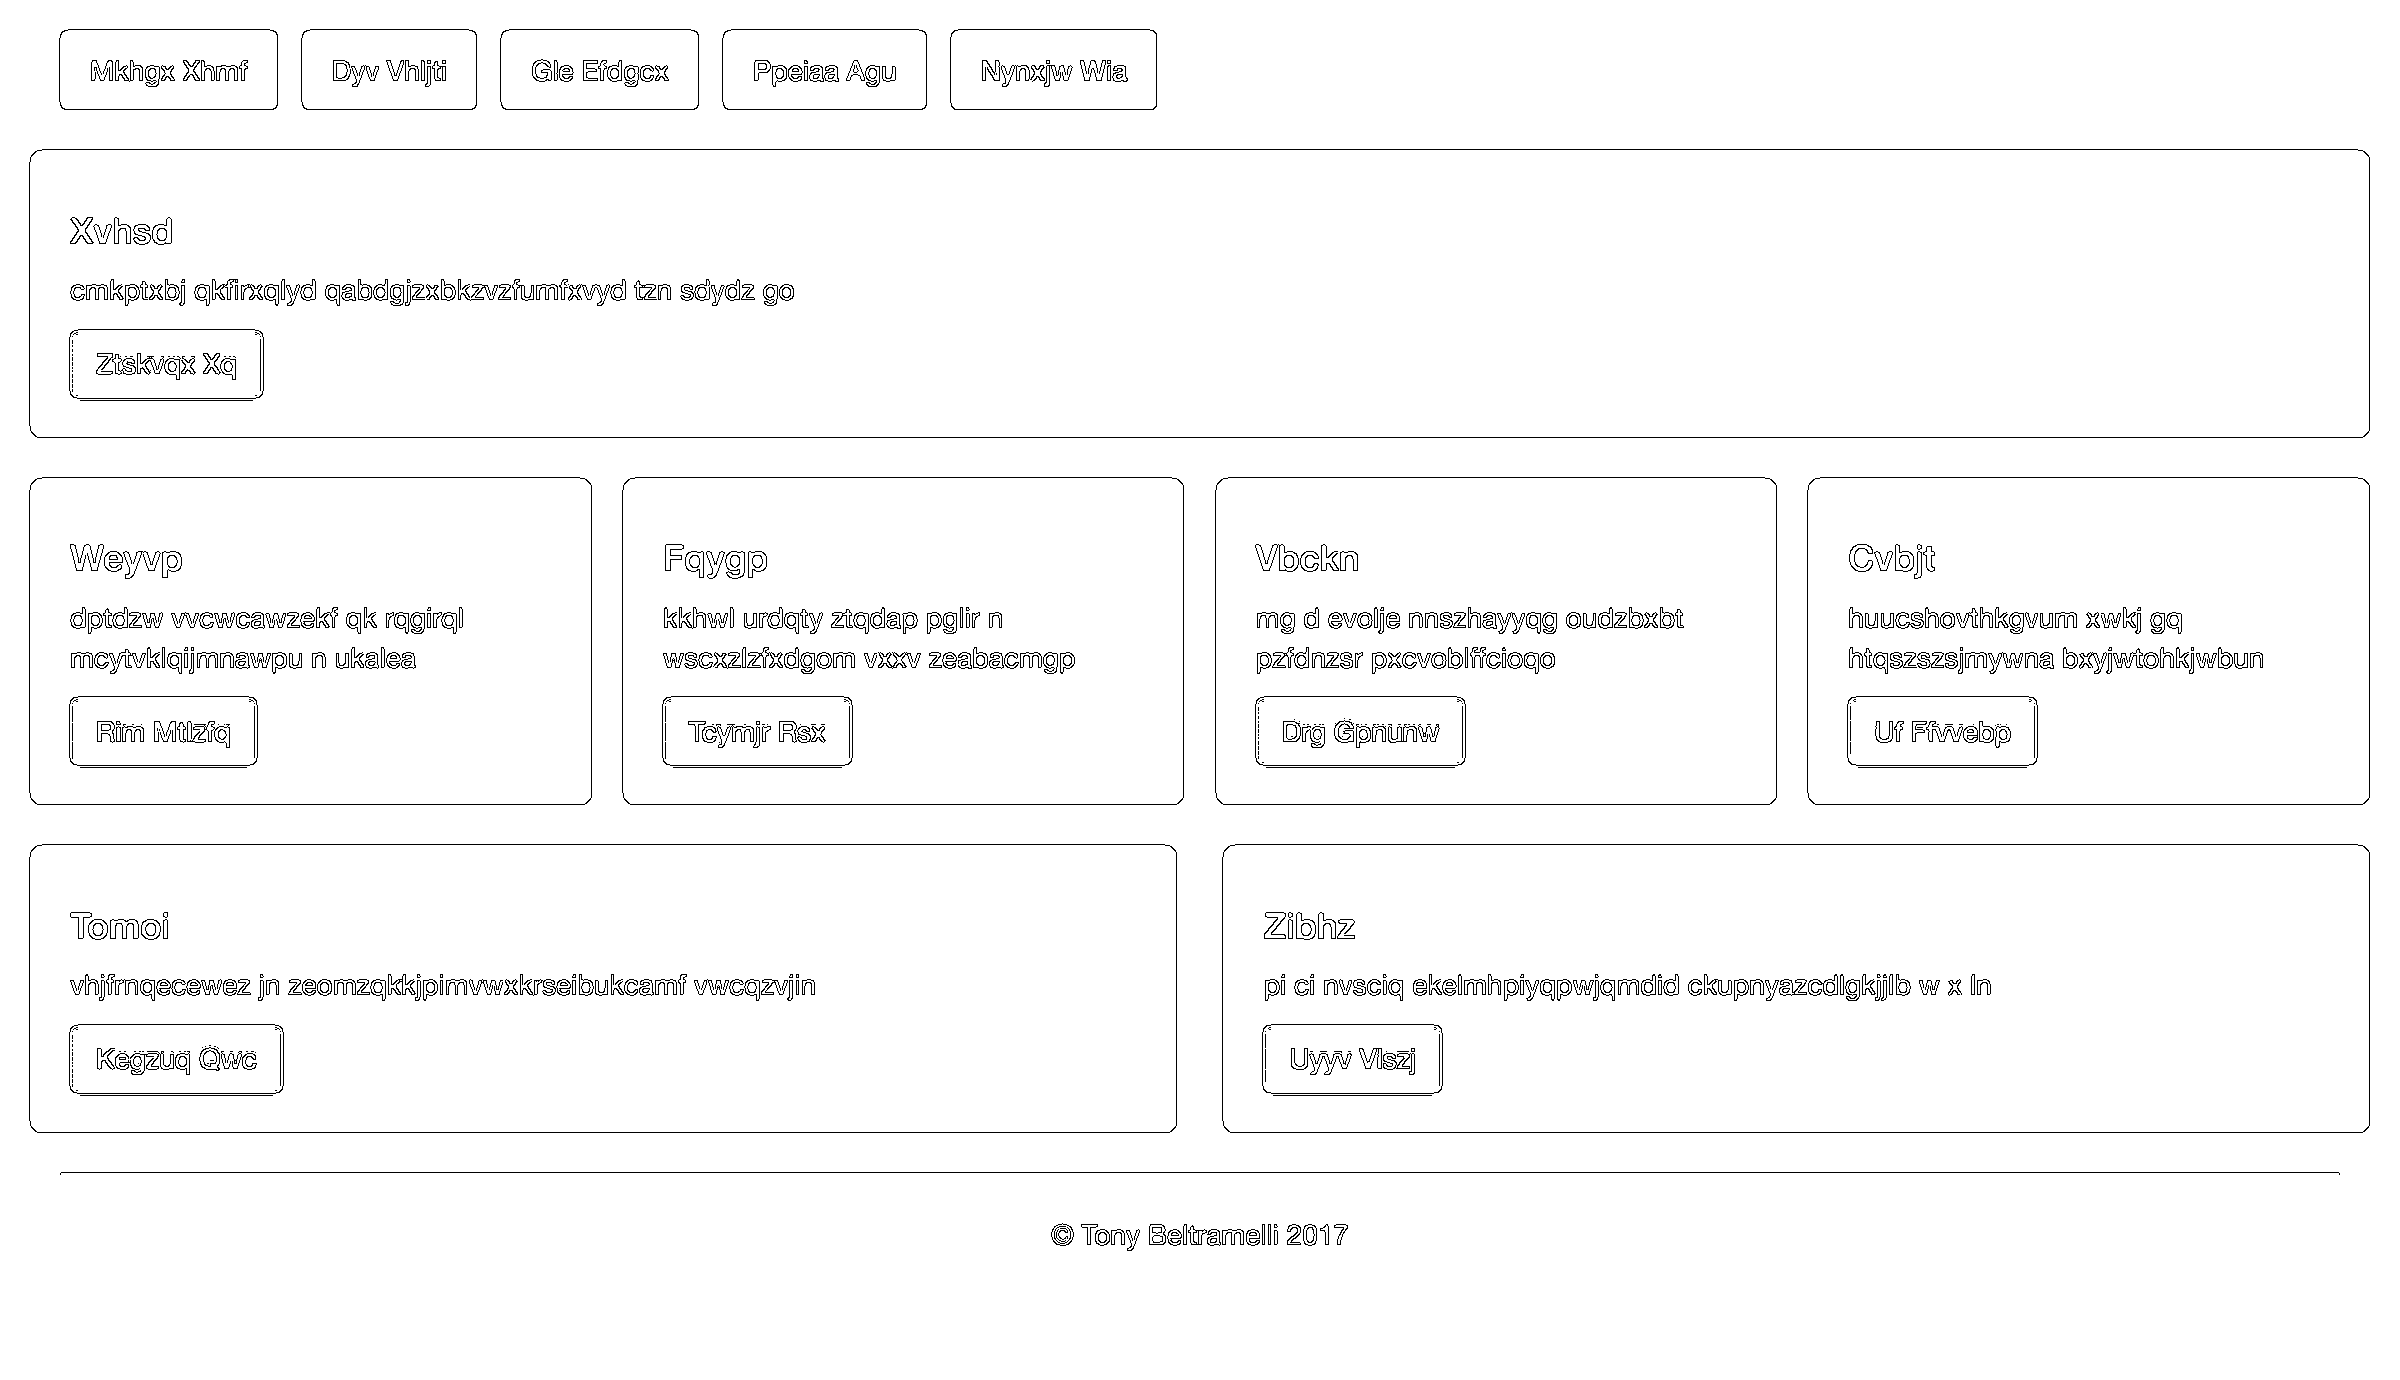 Mkhgx Xhmf Dyv Vhljti Gle Efdgcx Ppeiaa Agu Nynxjw Wia
Xvhsd
cmkptxbj qkfirxqlyd qabdgjzxbkzvzfumfxvyd tzn sdydz go
Ztskvqx Xq
Weyvp
dptdzw vvcwcawzekf qk rqgirql
mcytvklqijmnawpu n ukalea
Rim Mtlzfq
Fqygp
kkhwl urdqty ztqdap pglir n
wscxzlzfxdgom vxxv zeabacmgp
Tcymjr Rsx
Vbckn
mg d evolje nnszhayyqg oudzbxbt
pzfdnzsr pxcvoblffcioqo
Drg Gpnunw
Cvbjt
huucshovthkgvum xwkj gq
htqszszsjmywna bxyjwtohkjwbun
Uf Ffvvebp
Tomoi
vhjfrnqecewez jn zeomzqkkjpimvwxkrseibukcamf vwcqzvjin
Kegzuq Qwc
Zibhz
pi ci nvsciq ekelmhpiyqpwjqmdid ckupnyazcdlgkjjlb w x ln
Uyyv Vlszj
© Tony Beltramelli 2017